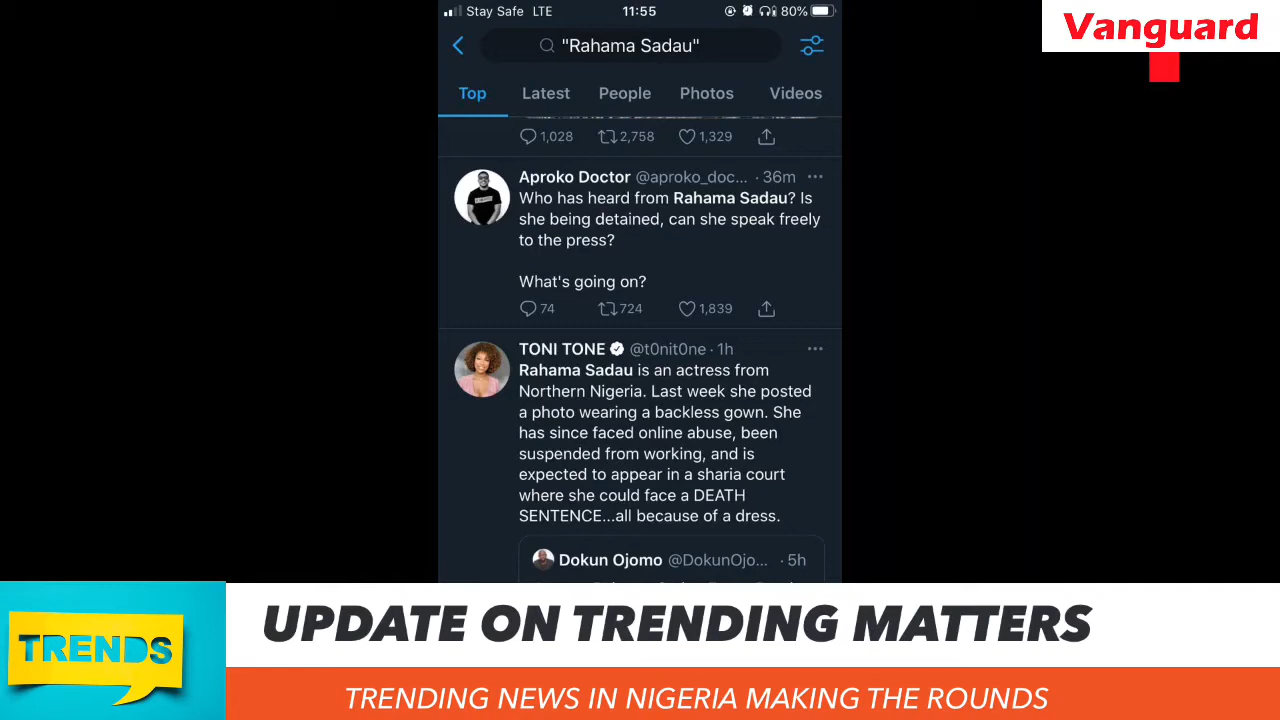 Stay Safe LTE 11:55 80%
Vanguard
"Rahama Sadau"
Top Latest People Photos Videos
1,028 2,758 1,329
Aproko Doctor @aproko_doc... · 36m
Who has heard from Rahama Sadau? Is
she being detained, can she speak freely
to the press?
What's going on?
74 724 1,839
TONI TONE @t0nit0ne · 1h
Rahama Sadau is an actress from
Northern Nigeria. Last week she posted
a photo wearing a backless gown. She
has since faced online abuse, been
suspended from working, and is
expected to appear in a sharia court
where she could face a DEATH
SENTENCE...all because of a dress.
Dokun Ojomo @DokunOjo... · 5h
TRENDS
UPDATE ON TRENDING MATTERS
TRENDING NEWS IN NIGERIA MAKING THE ROUNDS